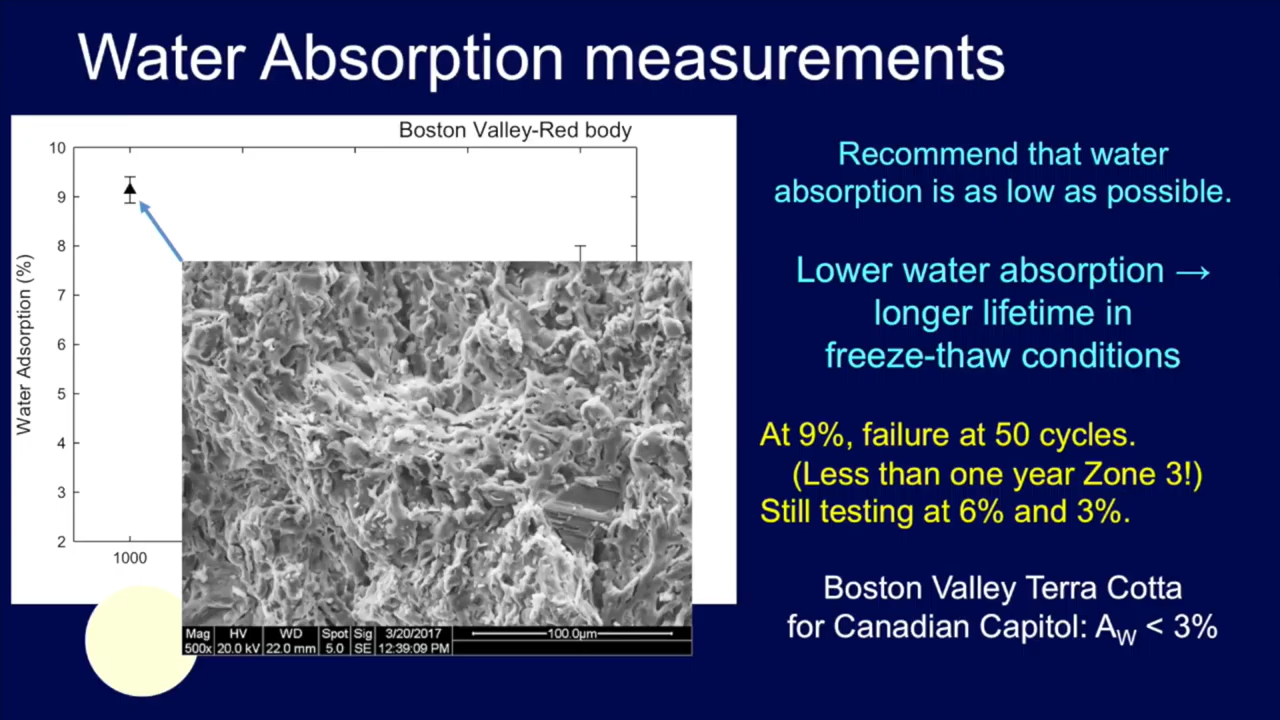 Water Absorption measurements
Boston Valley-Red body
10
9
8
7
6
5
4
3
2
Water Adsorption (%)
1000
Mag HV WD Spot Sig 3/20/2017 100.0µm
500x 20.0 kV 22.0 mm 5.0 SE 12:39:09 PM
Recommend that water
absorption is as low as possible.
Lower water absorption →
longer lifetime in
freeze-thaw conditions
At 9%, failure at 50 cycles.
(Less than one year Zone 3!)
Still testing at 6% and 3%.
Boston Valley Terra Cotta
for Canadian Capitol: AW < 3%